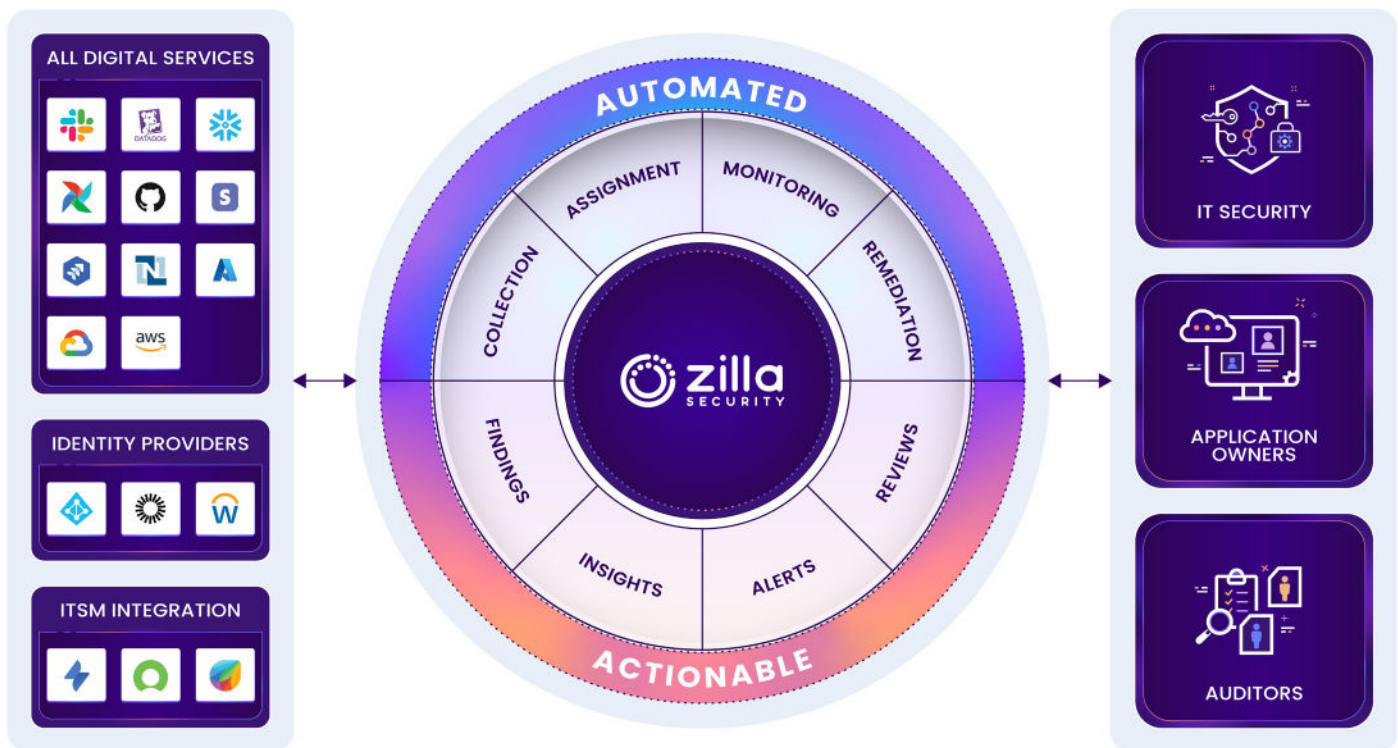 ALL DIGITAL SERVICES
DATADOG
S
N
aws
IDENTITY PROVIDERS
W
ITSM INTEGRATION
AUTOMATED
ASSIGNMENT
MONITORING
COLLECTION
REMEDIATION
zilla
SECURITY
FINDINGS
REVIEWS
INSIGHTS
ALERTS
ACTIONABLE
IT SECURITY
APPLICATION
OWNERS
AUDITORS